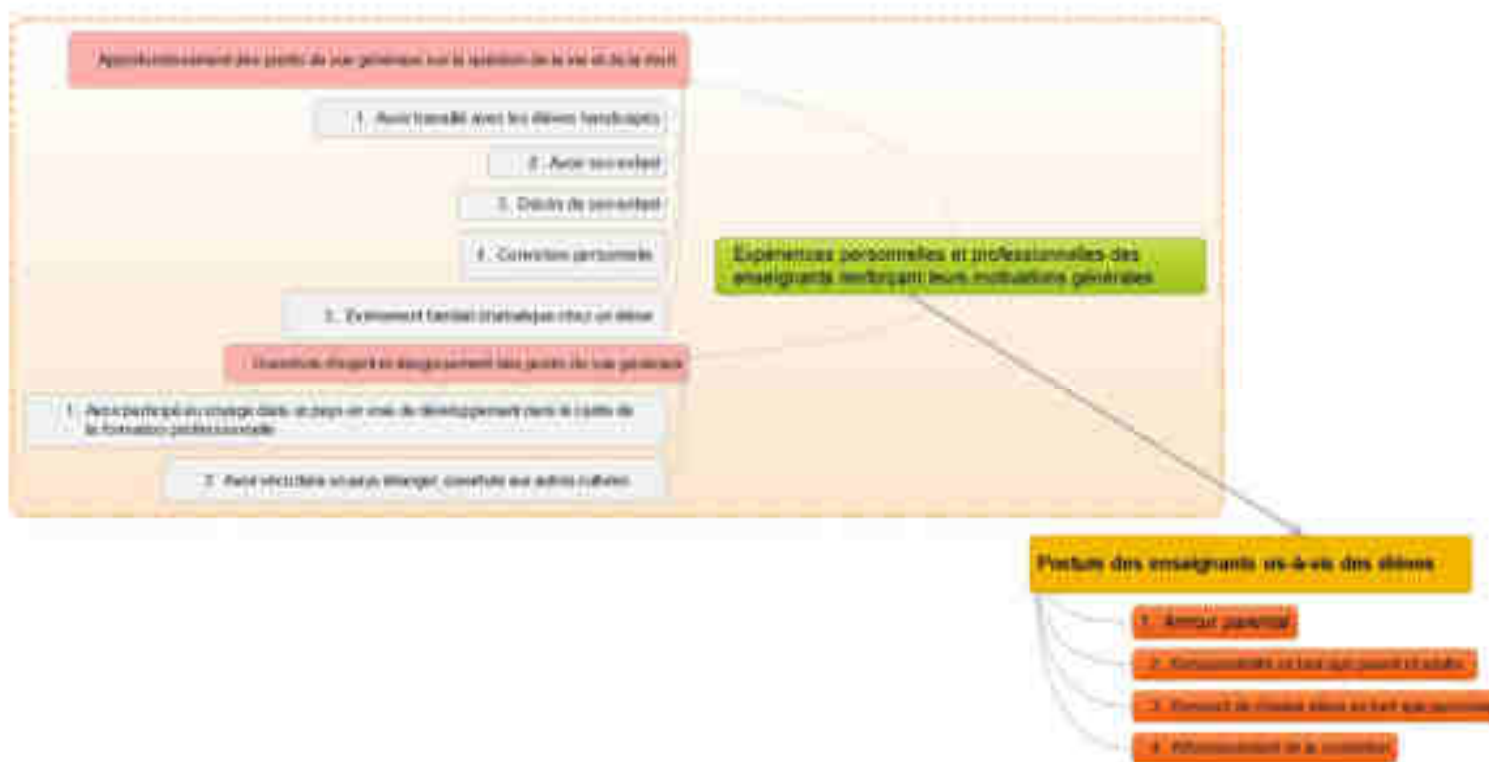 Approfondissement des points de vue généraux sur la question de la vie et de la mort
1. Avoir travaillé avec les élèves handicapés
2. Avoir son enfant
3. Décès de son enfant
4. Conviction personnelle
5. Evénement familial dramatique chez un élève
Expériences personnelles et professionnelles des
enseignants renforçant leurs motivations générales
Ouverture d'esprit et élargissement des points de vue généraux
1. Avoir participé au voyage dans un pays en voie de développement dans le cadre de
la formation professionnelle
2. Avoir vécu dans un pays étranger, ouverture aux autres cultures
Posture des enseignants vis-à-vis des élèves
1. Amour parental
2. Responsabilité en tant que parent et adulte
3. Respect de chaque élève en tant que
4. de la conviction